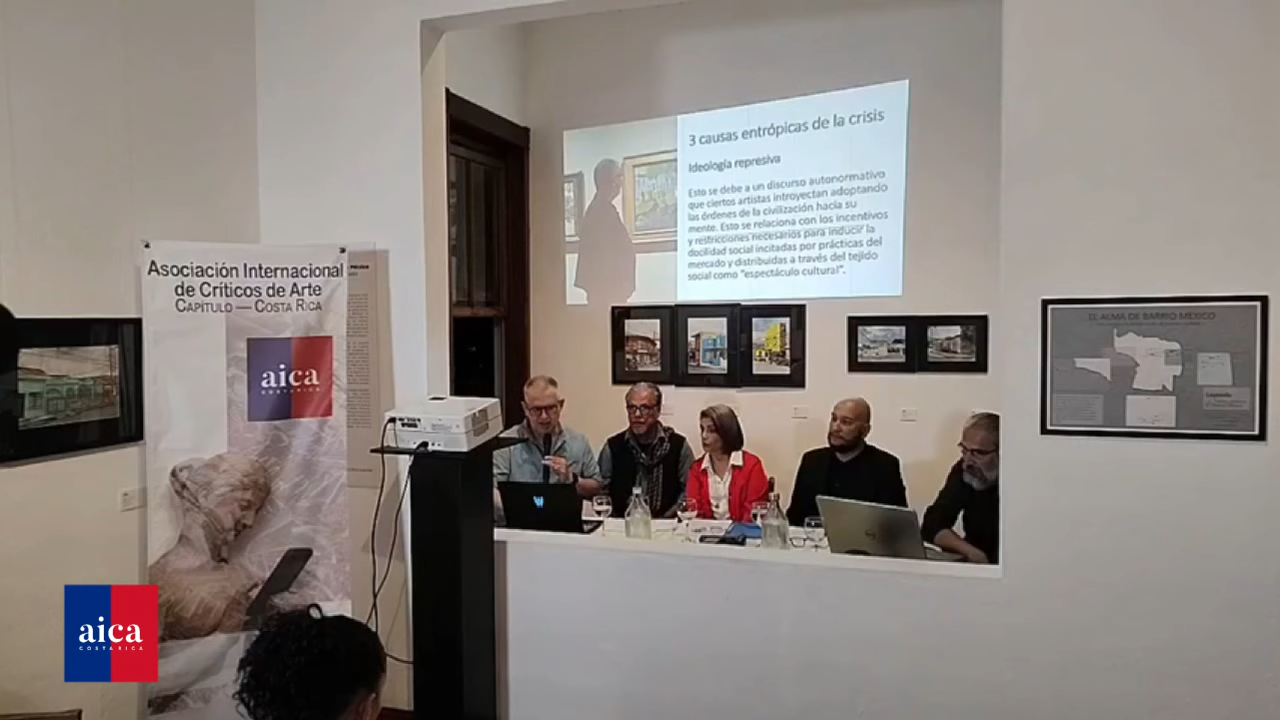 3 causas entrópicas de la crisis
Ideología represiva
Esto se debe a un discurso autonormativo
que ciertos artistas introyectan adoptando
las órdenes de la civilización hacia su
mente. Esto se relaciona con los incentivos
y restricciones necesarios para inducir la
docilidad social incitadas por prácticas del
mercado y distribuidas a través del tejido
social como "espectáculo cultural".
Asociación Internacional
de Críticos de Arte
CAPÍTULO — COSTA RICA
aica
COSTA RICA
EL ALMA DE BARRIO MÉXICO
aica
COSTA RICA